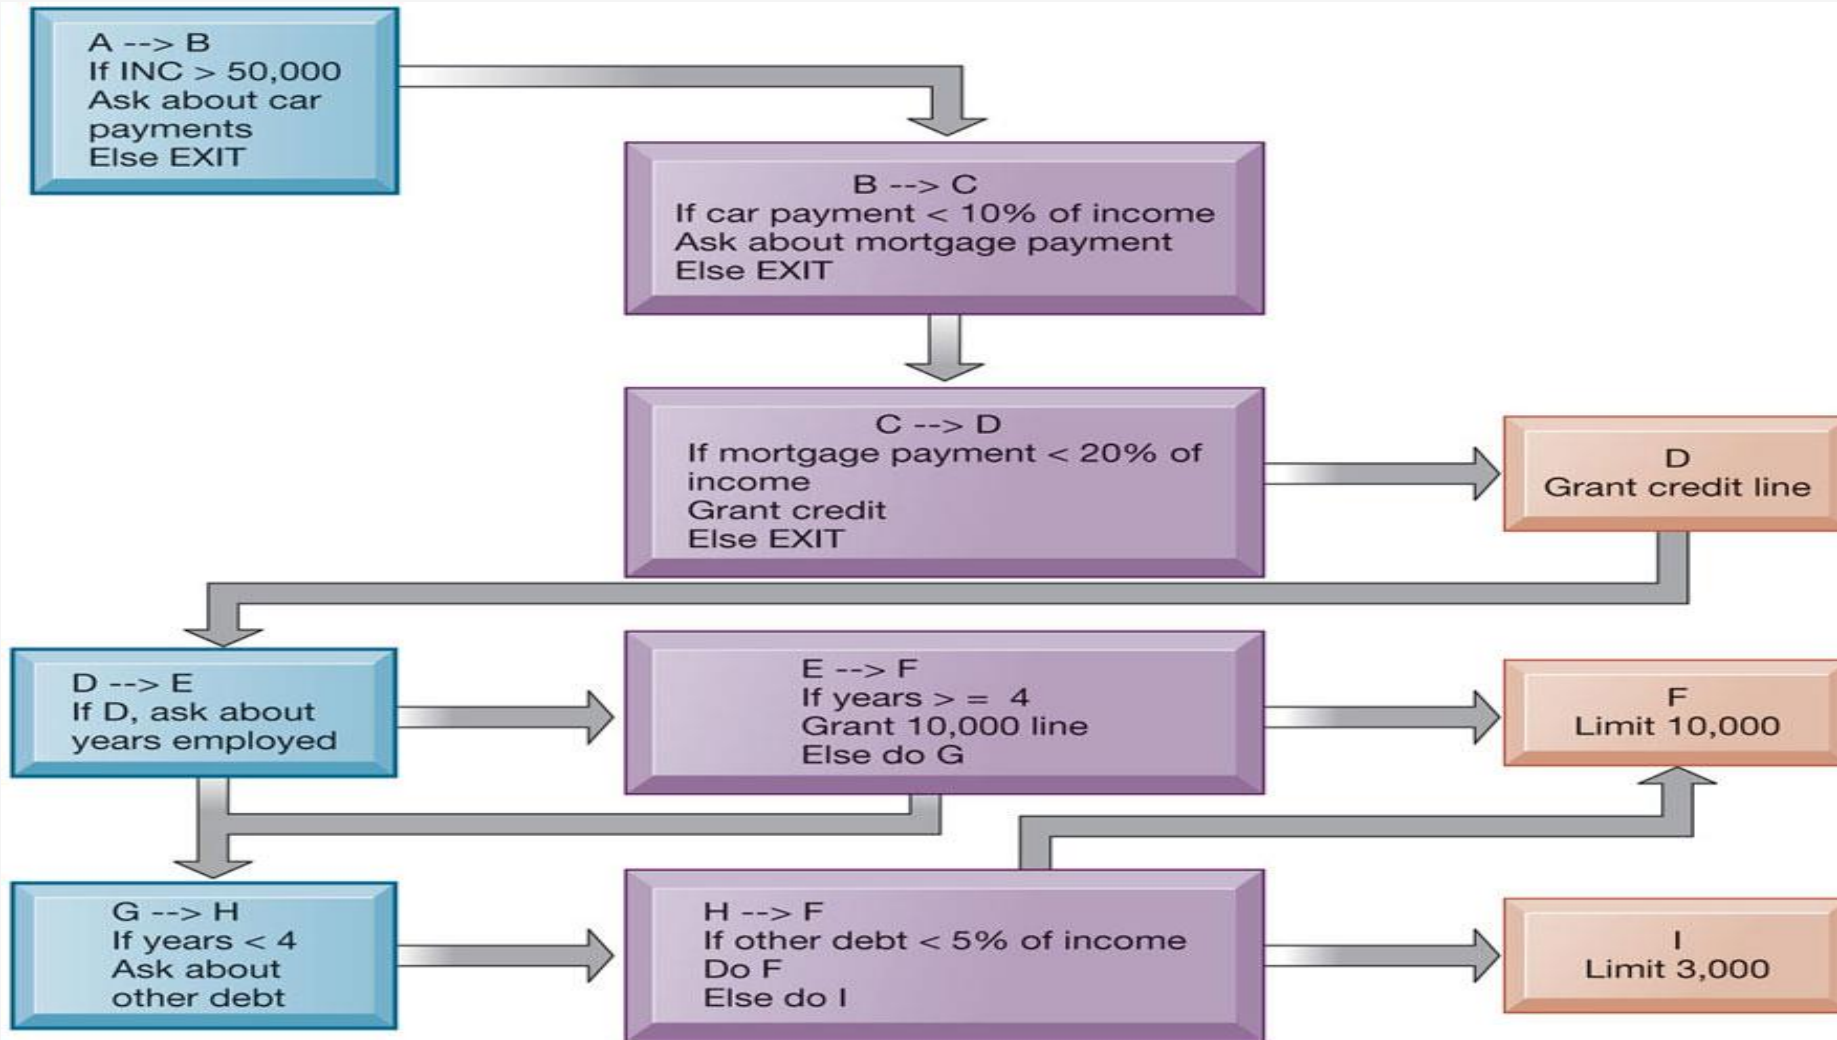 A --> B
If INC > 50,000
Ask about car
payments
Else EXIT
B --> C
If car payment < 10% of income
Ask about mortgage payment
Else EXIT
C --> D
If mortgage payment < 20% of
income
Grant credit
Else EXIT
D
Grant credit line
D --> E
If D, ask about
years employed
E --> F
If years > = 4
Grant 10,000 line
Else do G
F
Limit 10,000
G --> H
If years < 4
Ask about
other debt
H --> F
If other debt < 5% of income
Do F
Else do I
I
Limit 3,000